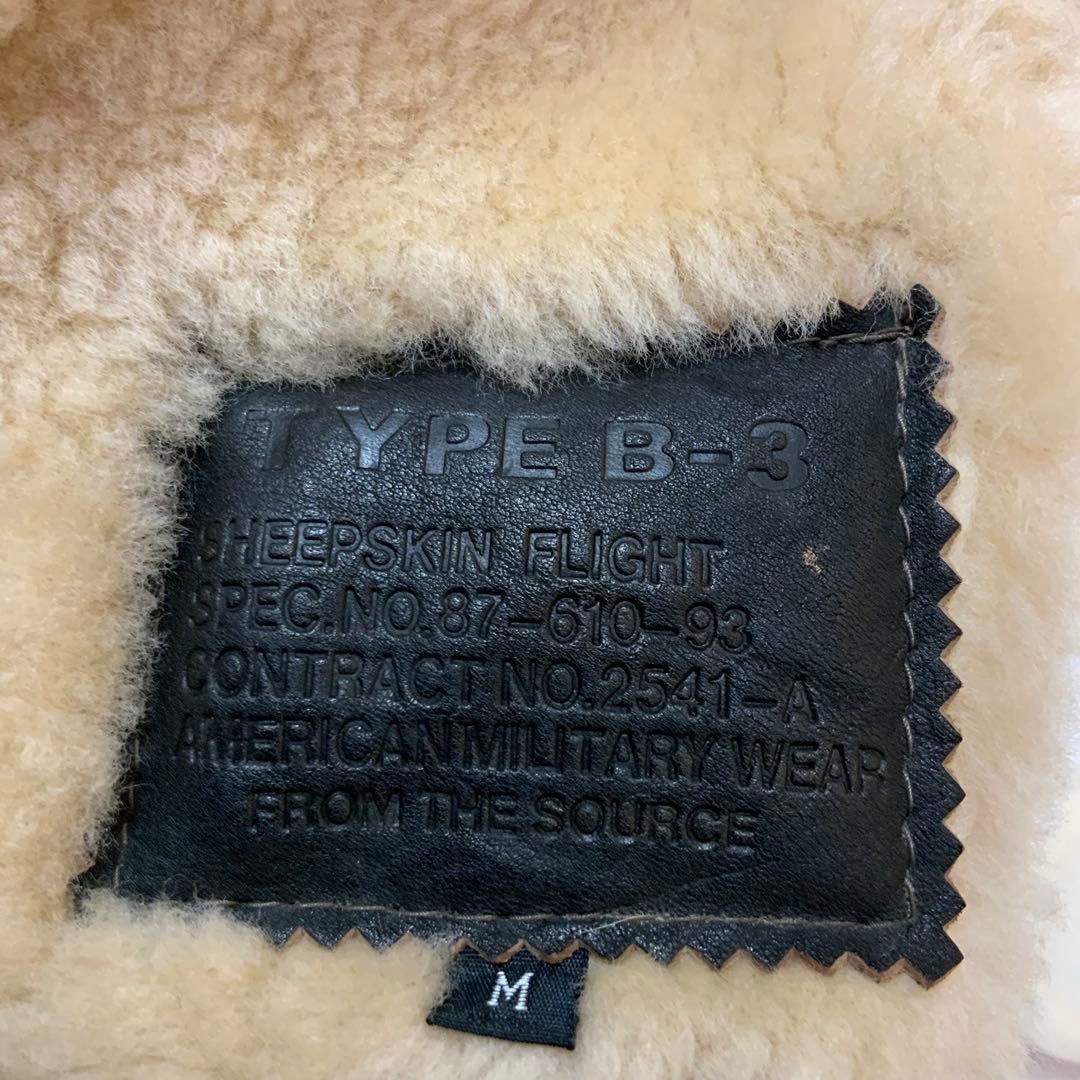 TYPE B-3
SHEEPSKIN FLIGHT
SPEC.NO.87-610-93
CONTRACT NO.2541-A
AMERICAN MILITARY WEAR
FROM THE SOURCE
M